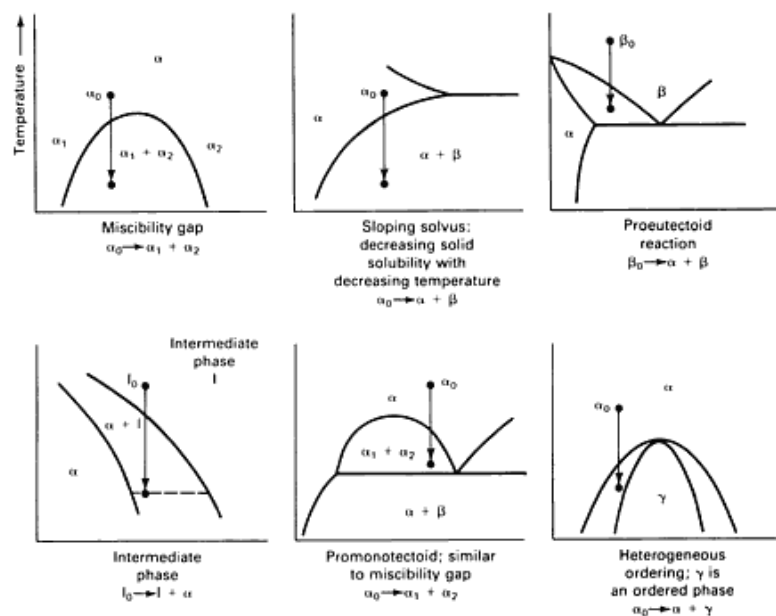 Temperature →
α
α₀
α₁
α₁ + α₂
α₂
Miscibility gap
α₀→α₁ + α₂
α₀
α
α + β
Sloping solvus:
decreasing solid
solubility with
decreasing temperature
α₀→α + β
β₀
β
α
Proeutectoid
reaction
β₀→α + β
Intermediate
phase
I
I₀
α + I
α
Intermediate
phase
I₀→I + α
α₀
α
α₁ + α₂
α + β
Promonotectoid; similar
to miscibility gap
α₀→α₁ + α₂
α
α₀
γ
Heterogeneous
ordering; γ is
an ordered phase
α₀→α + γ